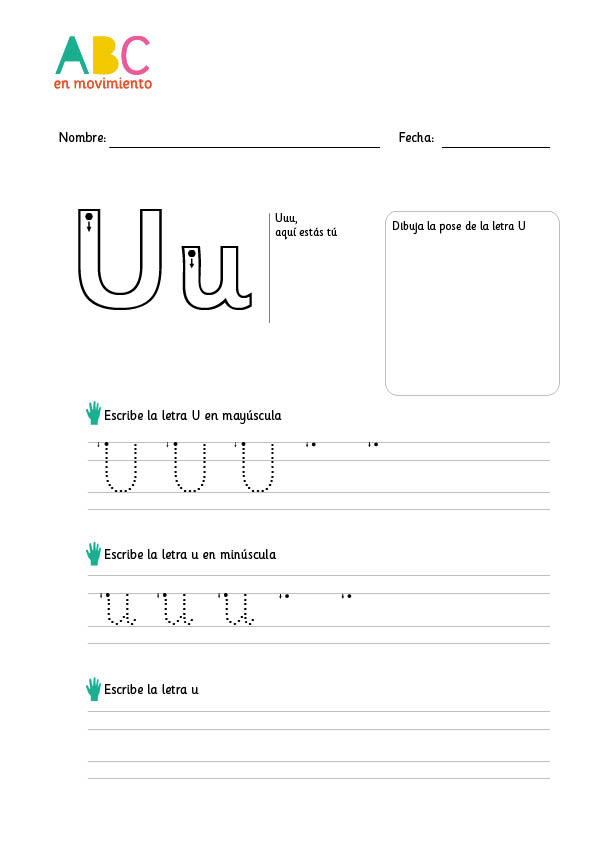 ABC
en movimiento
Nombre: Fecha:
U u
Uuu,
aquí estás tú
Dibuja la pose de la letra U
Escribe la letra U en mayúscula
U U U
Escribe la letra u en minúscula
u u u
Escribe la letra u